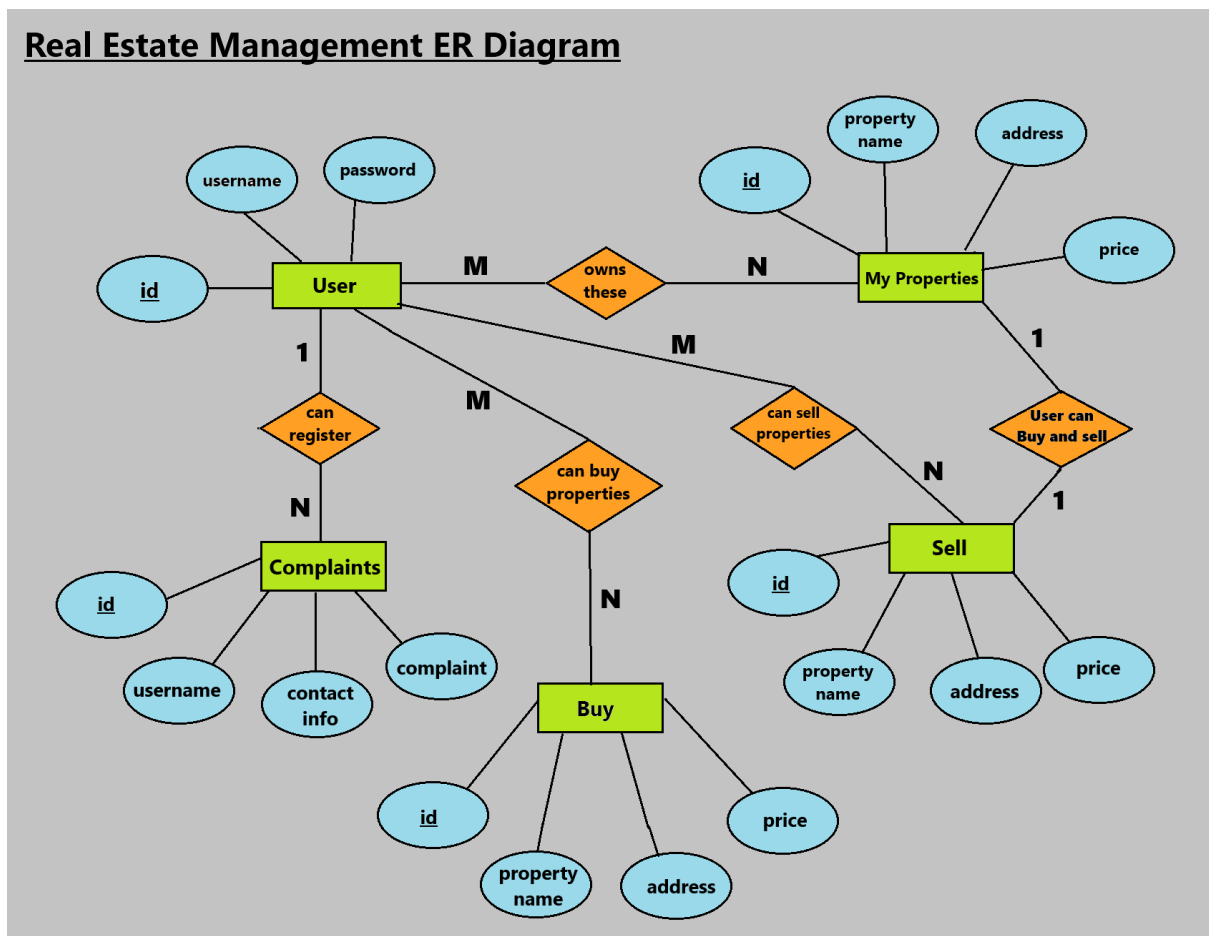 Real Estate Management ER Diagram
property
name
address
username
password
id
price
id
User
M
owns
these
N
My Properties
1
M
1
M
can
register
can sell
properties
User can
Buy and sell
can buy
properties
N
N
1
N
Complaints
Sell
id
id
N
username
contact
info
complaint
property
name
address
price
Buy
id
property
name
address
price